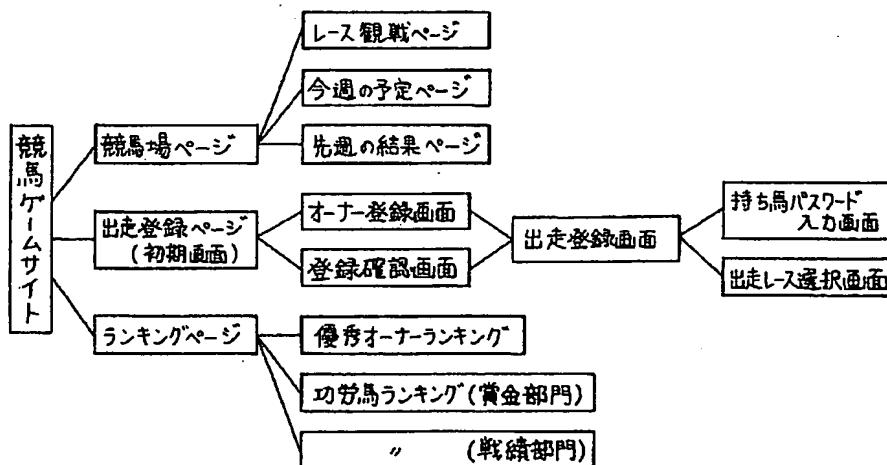 競馬ゲームサイト
競馬場ページ
レース観戦ページ
今週の予定ページ
先週の結果ページ
出走登録ページ
(初期画面)
オーナー登録画面
登録確認画面
出走登録画面
持ち馬パスワード
入力画面
出走レース選択画面
ランキングページ
優秀オーナーランキング
功労馬ランキング(賞金部門)
〃 (戦績部門)